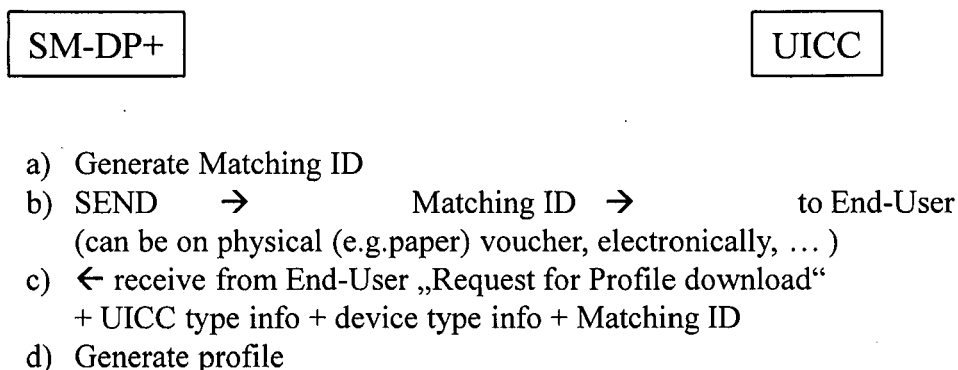 SM-DP+ UICC
a) Generate Matching ID
b) SEND → Matching ID → to End-User
(can be on physical (e.g.paper) voucher, electronically, … )
c) ← receive from End-User „Request for Profile download“
+ UICC type info + device type info + Matching ID
d) Generate profile